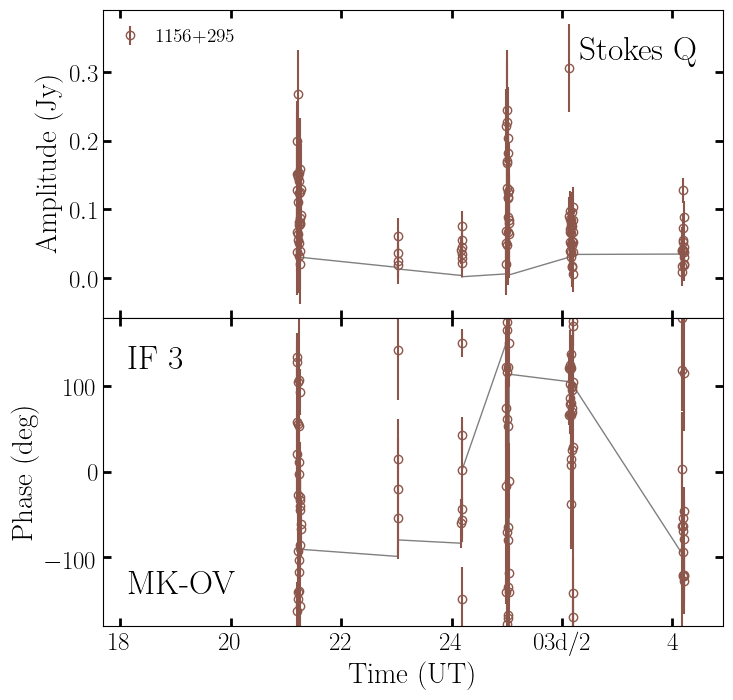 1156+295
Stokes Q
0.3
0.2
0.1
0.0
Amplitude (Jy)
IF 3
100
0
−100
Phase (deg)
MK-OV
18 20 22 24 03d/2 4
Time (UT)